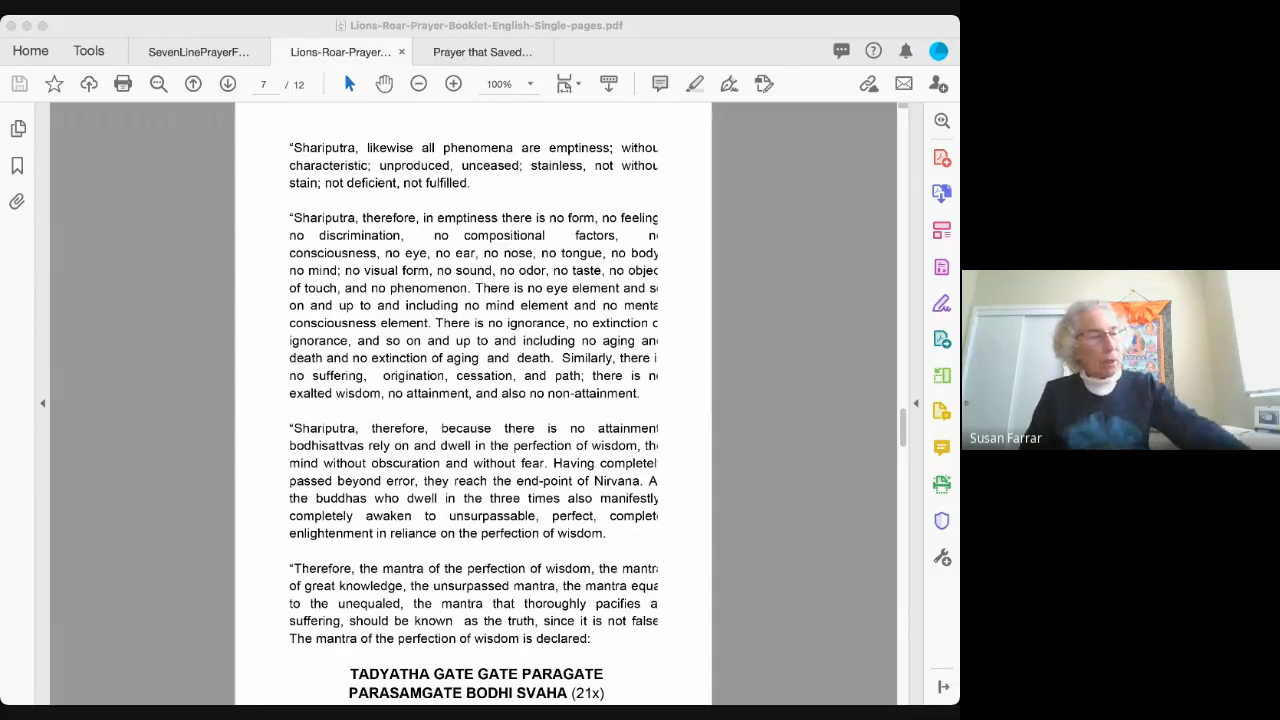 Lions-Roar-Prayer-Booklet-English-Single-pages.pdf
Home Tools SevenLinePrayerF... Lions-Roar-Prayer... × Prayer that Saved...
7 / 12 100%
“Shariputra, likewise all phenomena are emptiness; withou
characteristic; unproduced, unceased; stainless, not withou
stain; not deficient, not fulfilled.
“Shariputra, therefore, in emptiness there is no form, no feeling
no discrimination, no compositional factors, n
consciousness, no eye, no ear, no nose, no tongue, no body
no mind; no visual form, no sound, no odor, no taste, no objec
of touch, and no phenomenon. There is no eye element and s
on and up to and including no mind element and no menta
consciousness element. There is no ignorance, no extinction o
ignorance, and so on and up to and including no aging an
death and no extinction of aging and death. Similarly, there i
no suffering, origination, cessation, and path; there is n
exalted wisdom, no attainment, and also no non-attainment.
“Shariputra, therefore, because there is no attainment
bodhisattvas rely on and dwell in the perfection of wisdom, th
mind without obscuration and without fear. Having completel
passed beyond error, they reach the end-point of Nirvana. A
the buddhas who dwell in the three times also manifestly
completely awaken to unsurpassable, perfect, complet
enlightenment in reliance on the perfection of wisdom.
“Therefore, the mantra of the perfection of wisdom, the mantr
of great knowledge, the unsurpassed mantra, the mantra equa
to the unequaled, the mantra that thoroughly pacifies a
suffering, should be known as the truth, since it is not false
The mantra of the perfection of wisdom is declared:
TADYATHA GATE GATE PARAGATE
PARASAMGATE BODHI SVAHA (21x)
Susan Farrar